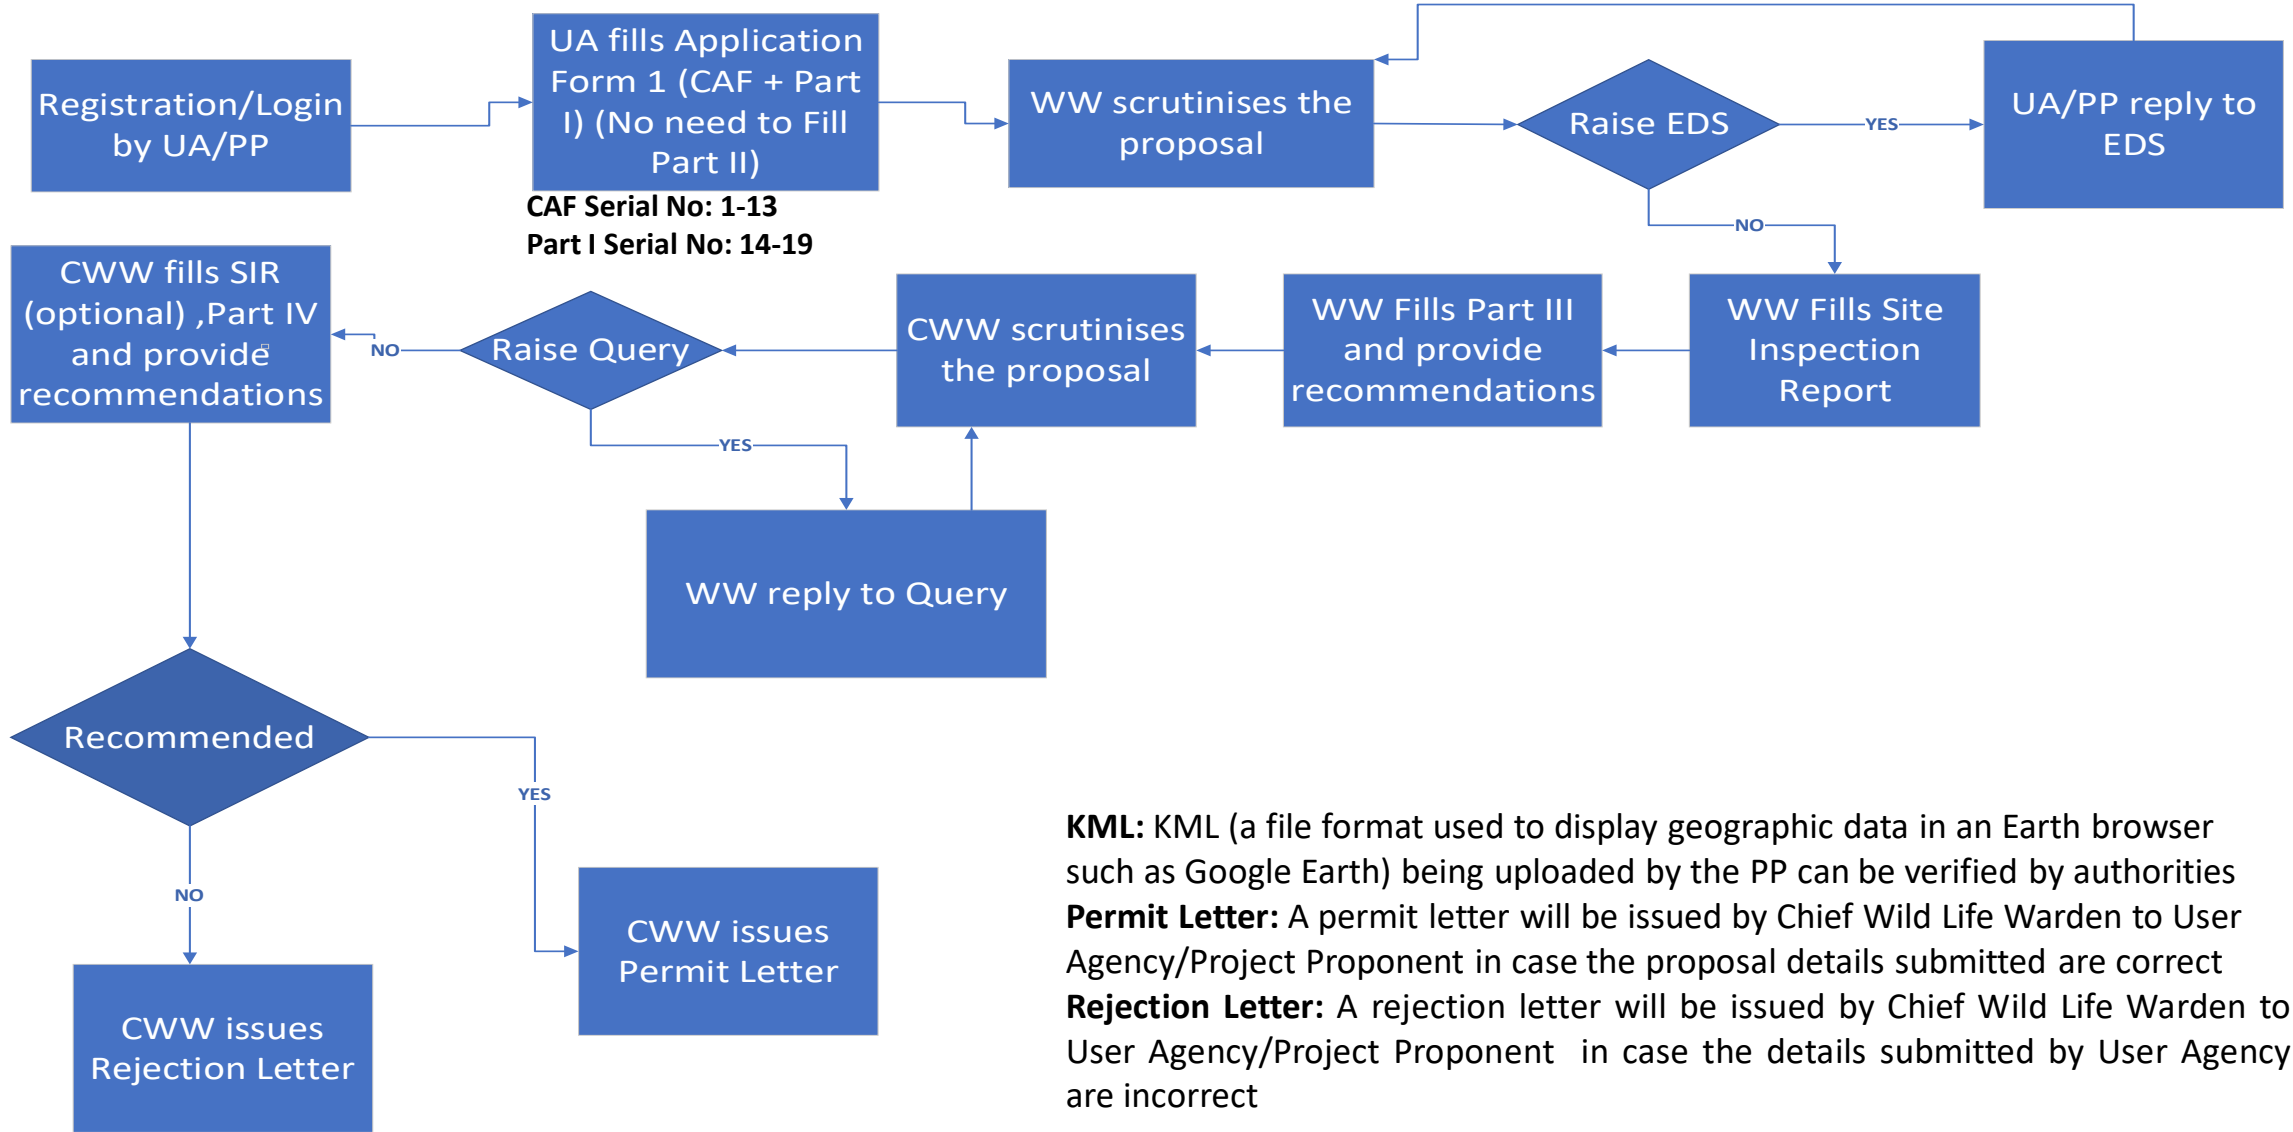 Registration/Login
by UA/PP
UA fills Application
Form 1 (CAF + Part
I) (No need to Fill
Part II)
CAF Serial No: 1-13
Part I Serial No: 14-19
WW scrutinises the
proposal
Raise EDS
YES
UA/PP reply to
EDS
NO
WW Fills Site
Inspection
Report
WW Fills Part III
and provide
recommendations
CWW scrutinises
the proposal
Raise Query
YES
WW reply to Query
NO
CWW fills SIR
(optional) ,Part IV
and provide
recommendations
Recommended
YES
CWW issues
Permit Letter
NO
CWW issues
Rejection Letter
KML: KML (a file format used to display geographic data in an Earth browser
such as Google Earth) being uploaded by the PP can be verified by authorities
Permit Letter: A permit letter will be issued by Chief Wild Life Warden to User
Agency/Project Proponent in case the proposal details submitted are correct
Rejection Letter: A rejection letter will be issued by Chief Wild Life Warden to
User Agency/Project Proponent in case the details submitted by User Agency
are incorrect